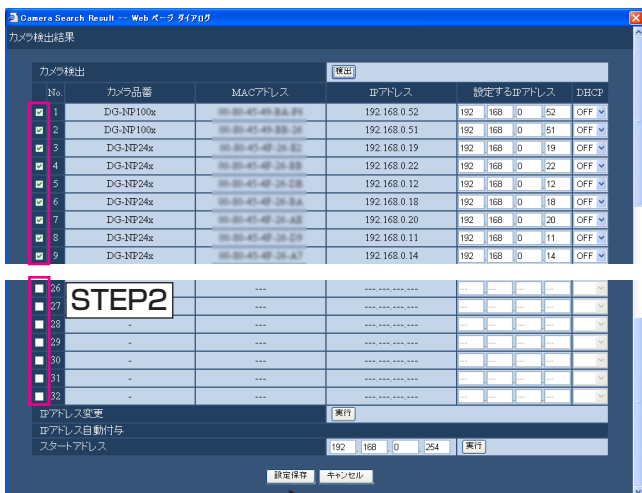 Camera Search Result -- Web ページ ダイアログ
カメラ検出結果
カメラ検出 検出
No. カメラ品番 MACアドレス IPアドレス 設定するIPアドレス DHCP
1 DG-NP100x 192.168.0.52 192 .168 .0 .52 OFF
2 DG-NP100x 192.168.0.51 192 .168 .0 .51 OFF
3 DG-NP24x 192.168.0.19 192 .168 .0 .19 OFF
4 DG-NP24x 192.168.0.22 192 .168 .0 .22 OFF
5 DG-NP24x 192.168.0.12 192 .168 .0 .12 OFF
6 DG-NP24x 192.168.0.18 192 .168 .0 .18 OFF
7 DG-NP24x 192.168.0.20 192 .168 .0 .20 OFF
8 DG-NP24x 192.168.0.11 192 .168 .0 .11 OFF
9 DG-NP24x 192.168.0.14 192 .168 .0 .14 OFF
STEP2
26 --- ---.---.---.--- --- .--- .--- .---
27 --- ---.---.---.--- --- .--- .--- .---
28 - --- ---.---.---.--- --- .--- .--- .---
29 - --- ---.---.---.--- --- .--- .--- .---
30 - --- ---.---.---.--- --- .--- .--- .---
31 - --- ---.---.---.--- --- .--- .--- .---
32 - --- ---.---.---.--- --- .--- .--- .---
IPアドレス変更 実行
IPアドレス自動付与
スタートアドレス 192 .168 .0 .254 実行
設定保存 キャンセル